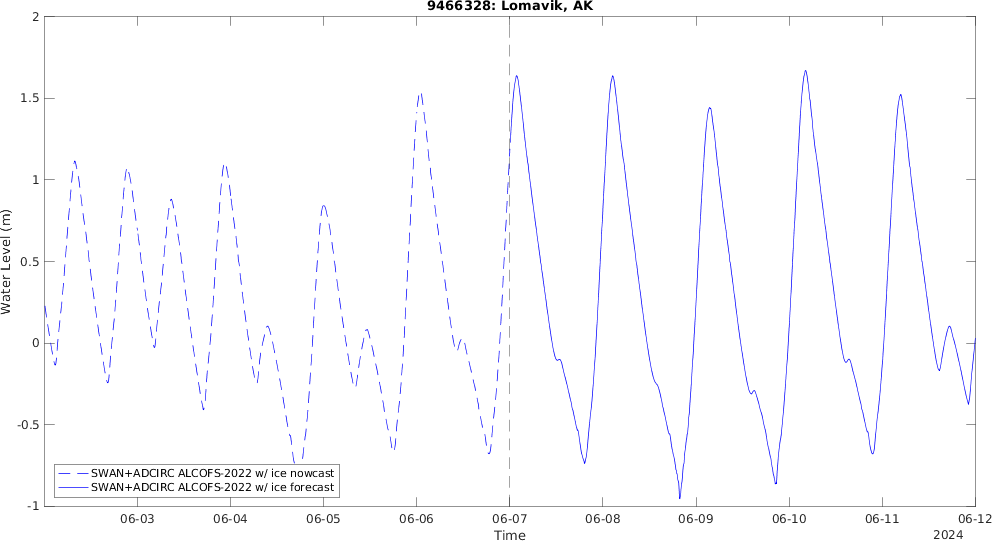 9466328: Lomavik, AK
2
1.5
1
0.5
0
-0.5
-1
Water Level (m)
SWAN+ADCIRC ALCOFS-2022 w/ ice nowcast
SWAN+ADCIRC ALCOFS-2022 w/ ice forecast
06-03 06-04 06-05 06-06 06-07 06-08 06-09 06-10 06-11 06-12
Time
2024